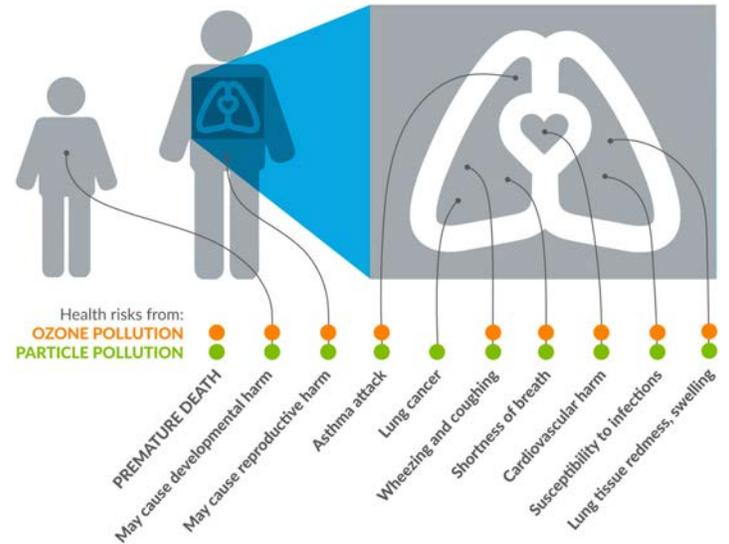 Health risks from:
OZONE POLLUTION
PARTICLE POLLUTION
PREMATURE DEATH
May cause developmental harm
May cause reproductive harm
Asthma attack
Lung cancer
Wheezing and coughing
Shortness of breath
Cardiovascular harm
Susceptibility to infections
Lung tissue redness, swelling